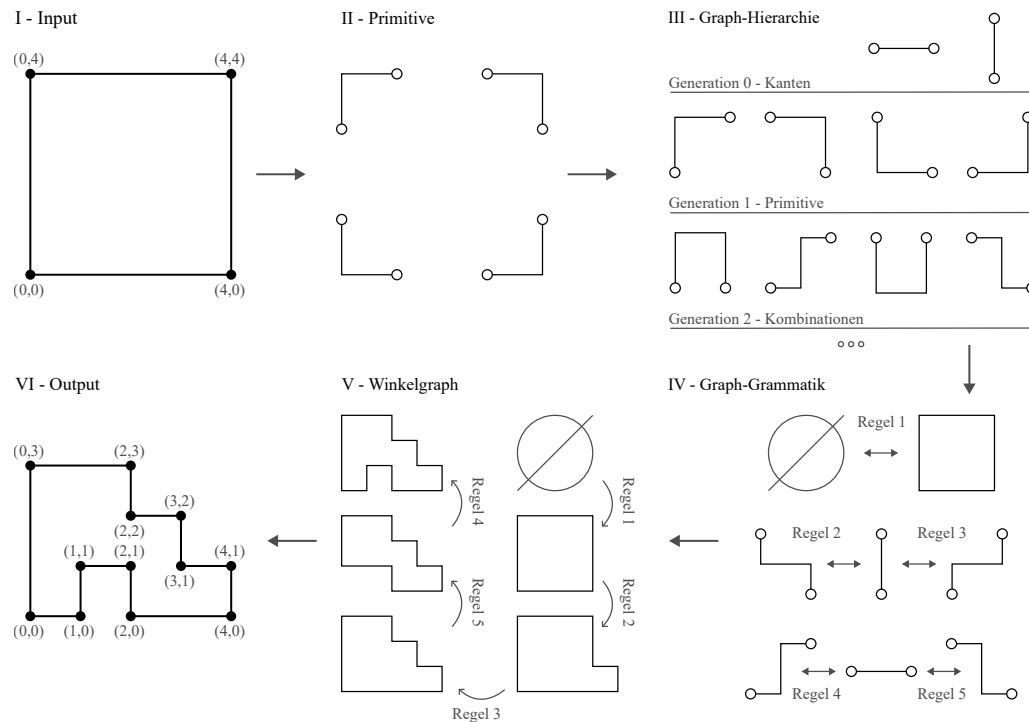 I - Input
(0,4)
(4,4)
(0,0)
(4,0)
II - Primitive
III - Graph-Hierarchie
Generation 0 - Kanten
Generation 1 - Primitive
Generation 2 - Kombinationen
IV - Graph-Grammatik
Regel 1
Regel 2
Regel 3
Regel 4
Regel 5
V - Winkelgraph
Regel 1
Regel 2
Regel 3
Regel 5
Regel 4
VI - Output
(0,3)
(2,3)
(3,2)
(2,2)
(1,1)
(2,1)
(4,1)
(3,1)
(0,0)
(1,0)
(2,0)
(4,0)